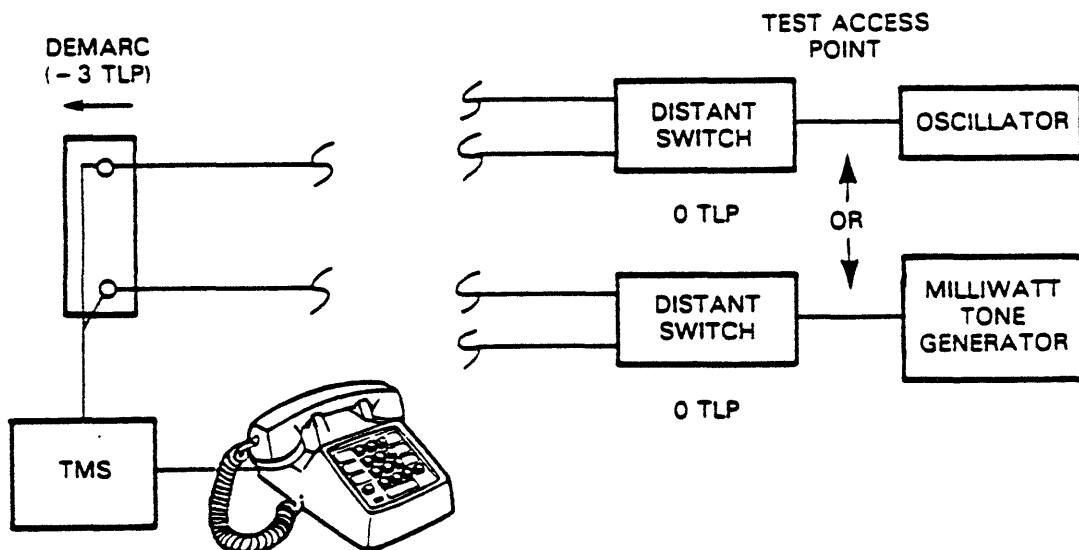 DEMARC
(– 3 TLP)
TEST ACCESS
POINT
DISTANT
SWITCH
OSCILLATOR
0 TLP
OR
DISTANT
SWITCH
MILLIWATT
TONE
GENERATOR
0 TLP
TMS